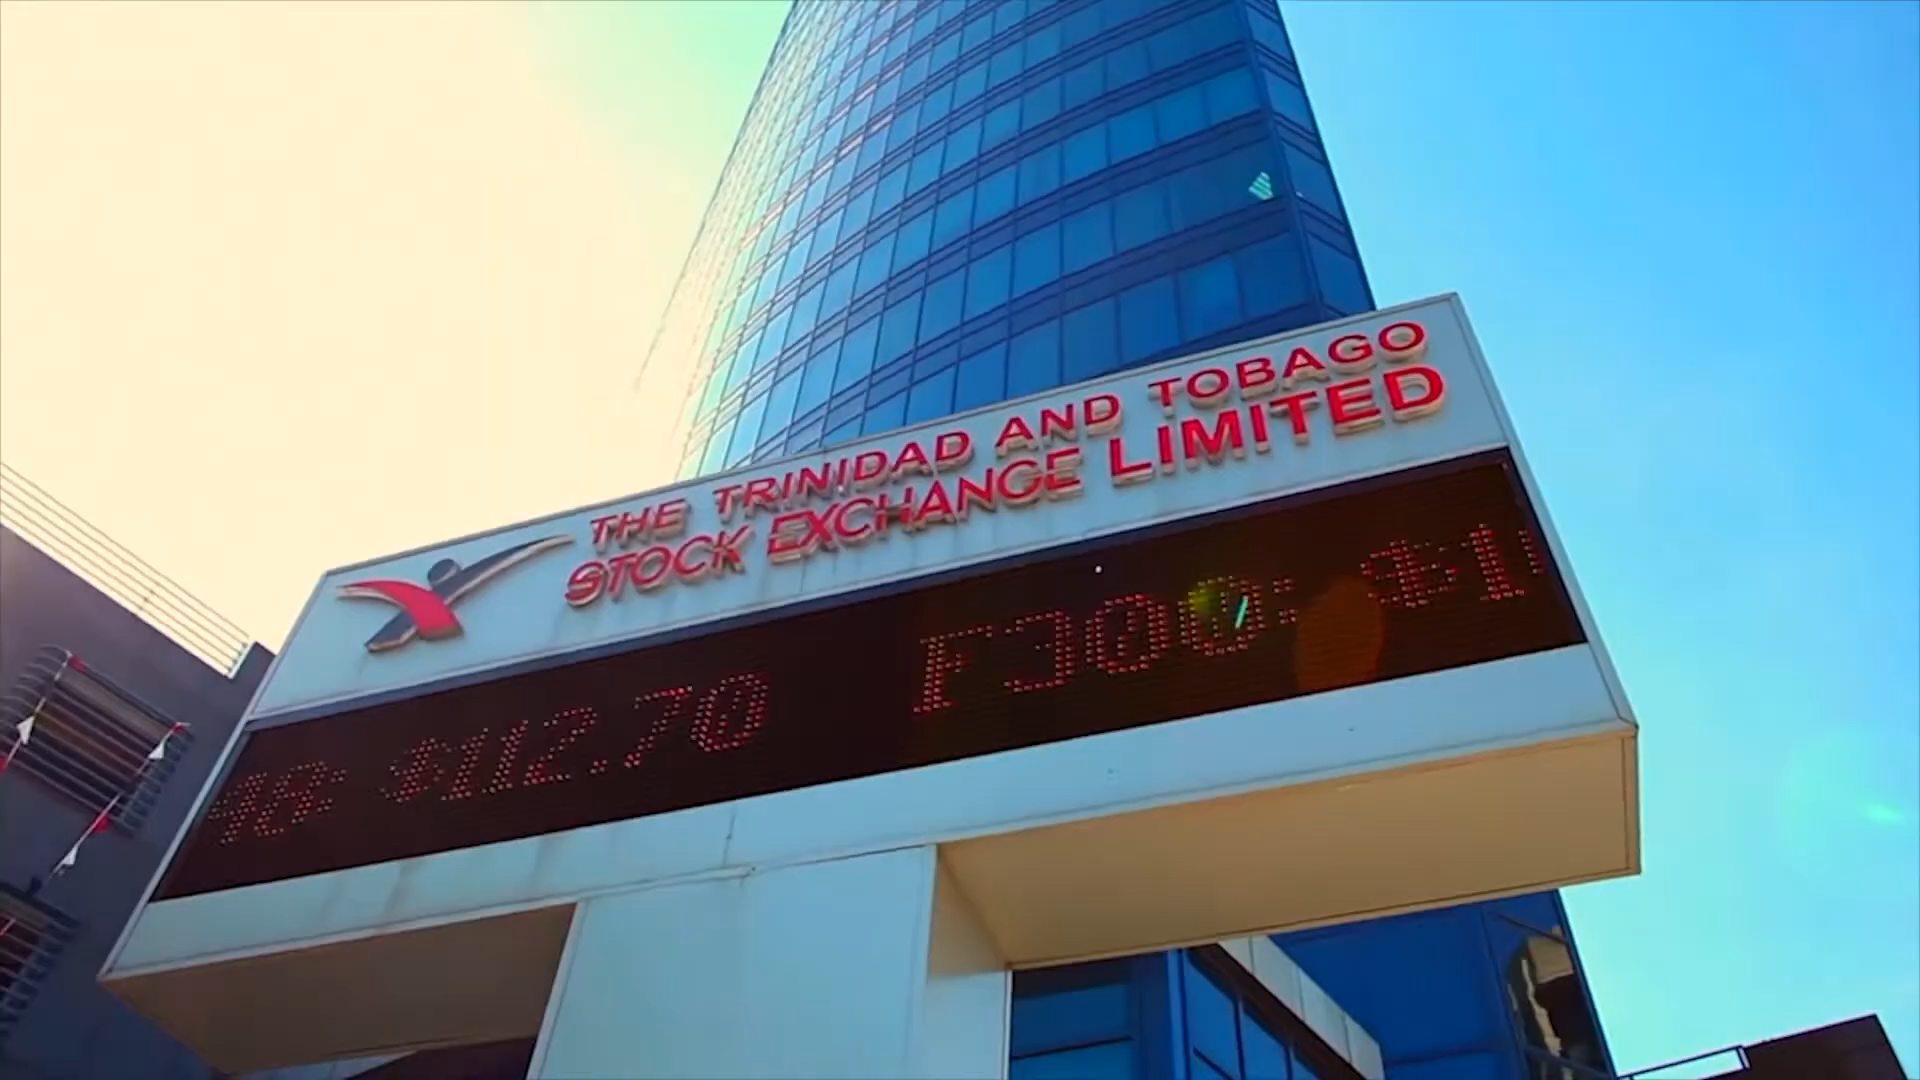 THE TRINIDAD AND TOBAGO
STOCK EXCHANGE LIMITED
$112.70